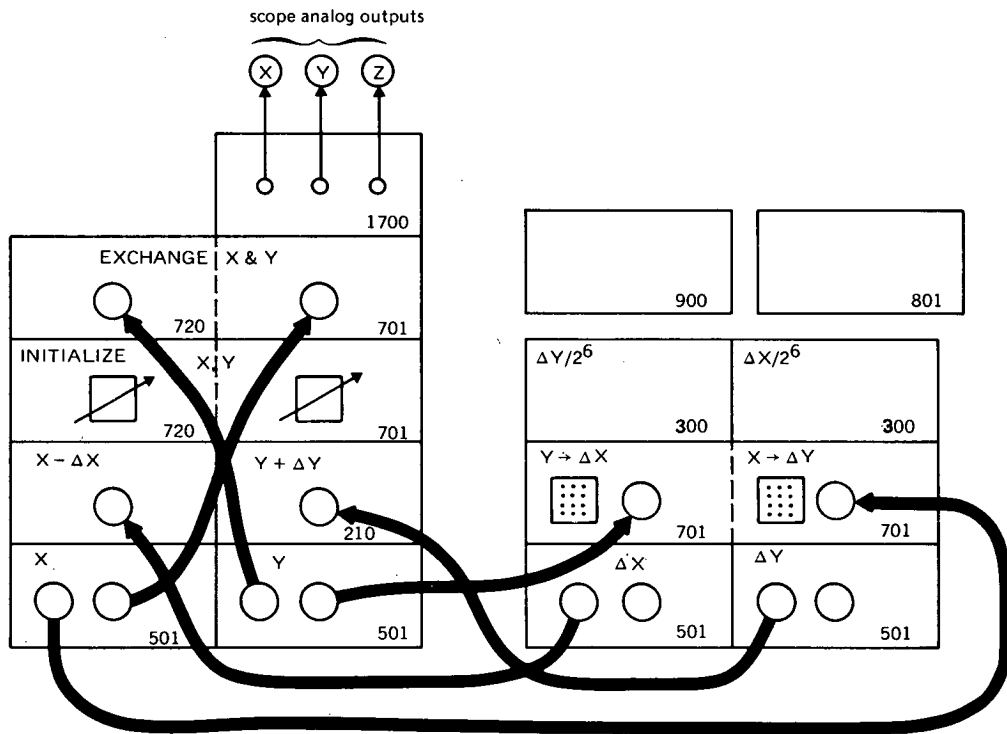 scope analog outputs
X Y Z
1700
EXCHANGE X & Y
720 701
900 801
INITIALIZE X, Y
720 701
ΔY/2⁶ ΔX/2⁶
300 300
X − ΔX Y + ΔY
210
Y → ΔX X → ΔY
701 701
X Y
501 501
ΔX ΔY
501 501